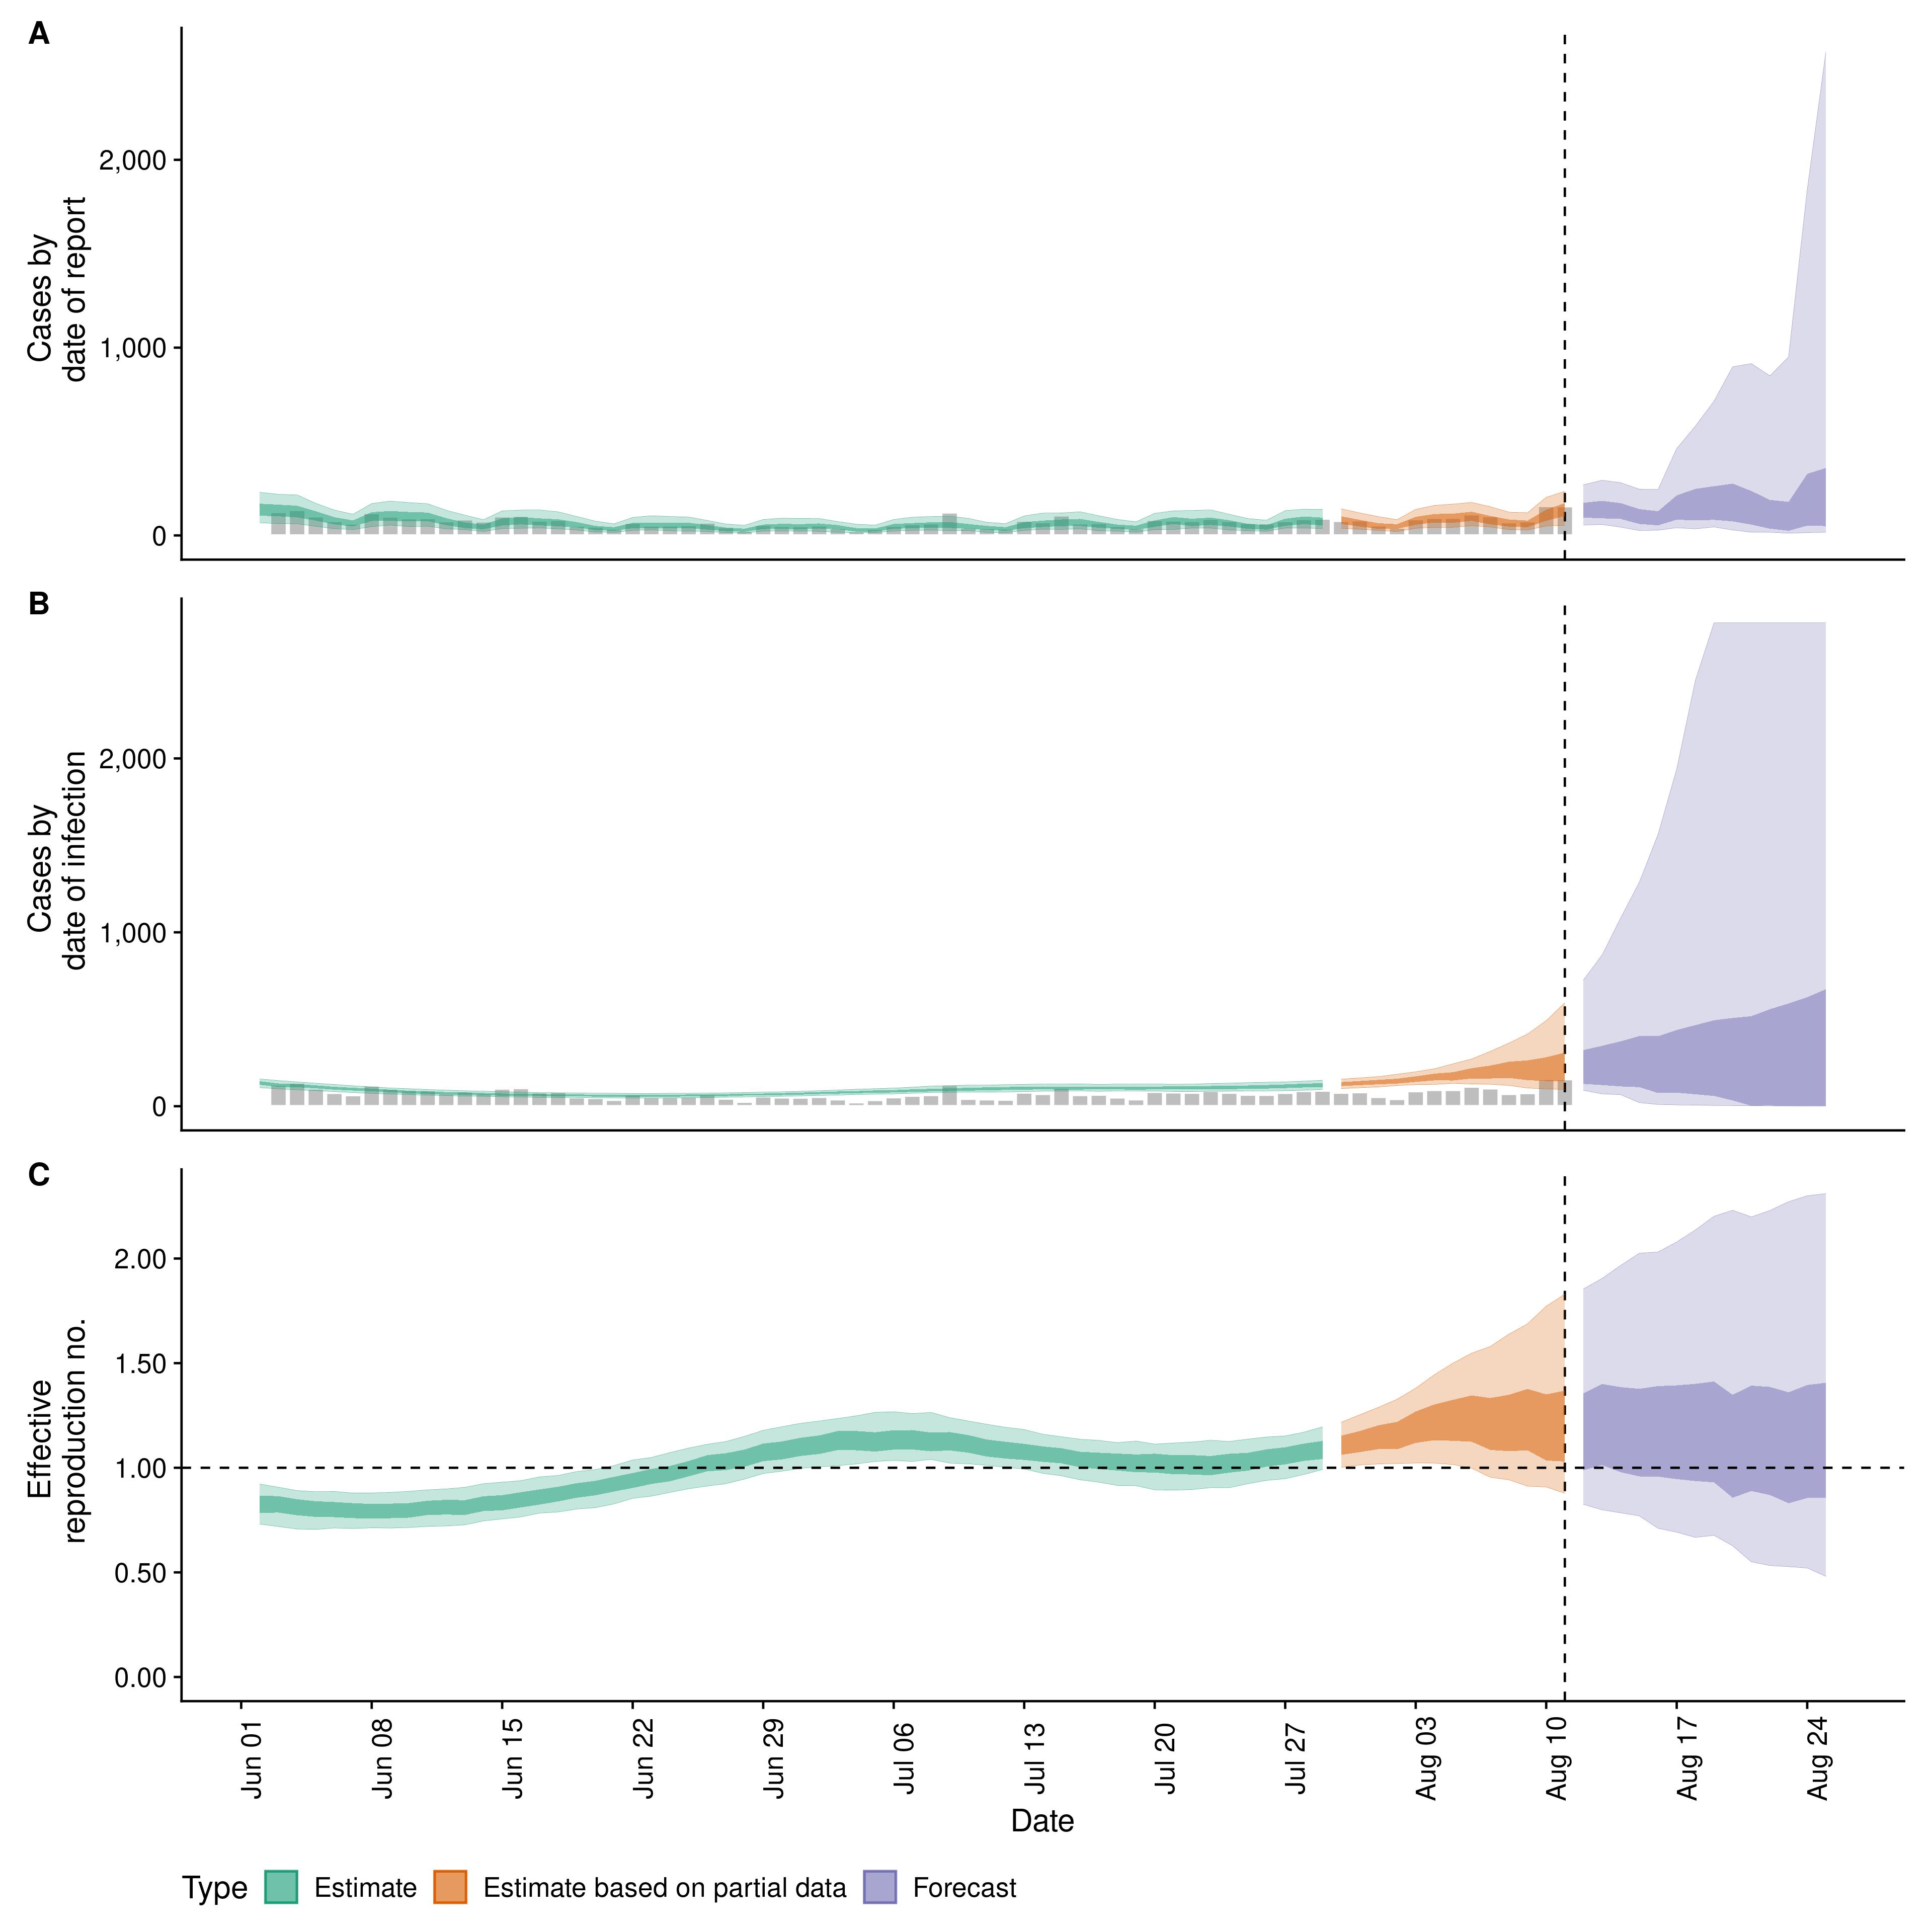 A
Cases by
date of report
2,000
1,000
0
B
Cases by
date of infection
2,000
1,000
0
C
Effective
reproduction no.
2.00
1.50
1.00
0.50
0.00
Jun 01
Jun 08
Jun 15
Jun 22
Jun 29
Jul 06
Jul 13
Jul 20
Jul 27
Aug 03
Aug 10
Aug 17
Aug 24
Date
Type Estimate Estimate based on partial data Forecast